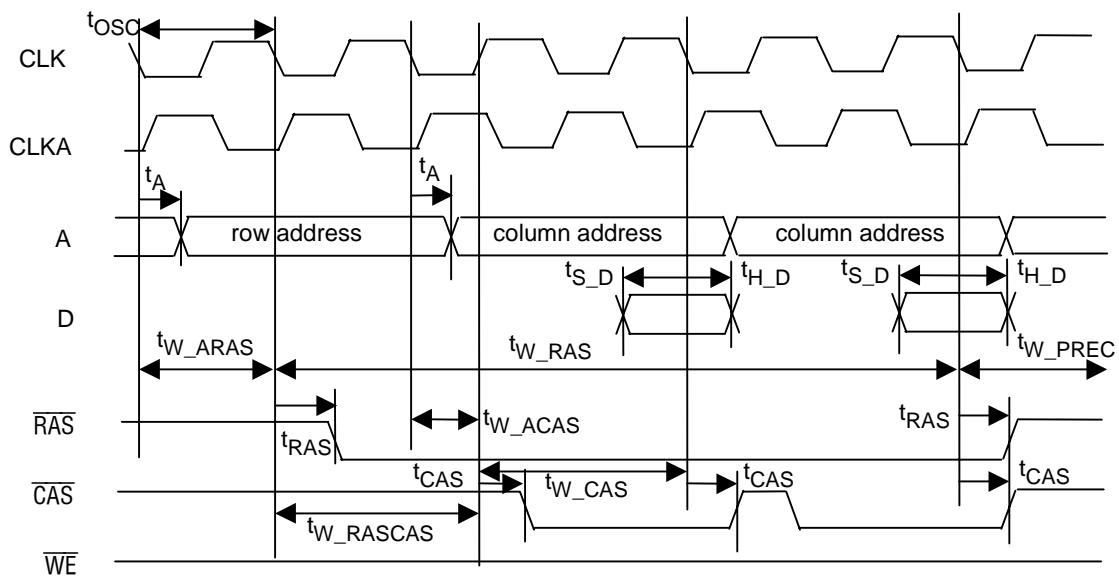 tOSC
CLK
CLKA
tA tA
A row address column address column address
tS_D tH_D tS_D tH_D
D
tW_ARAS tW_RAS tW_PREC
RAS tRAS tW_ACAS tRAS
CAS tCAS tW_CAS tCAS tCAS
tW_RASCAS
WE